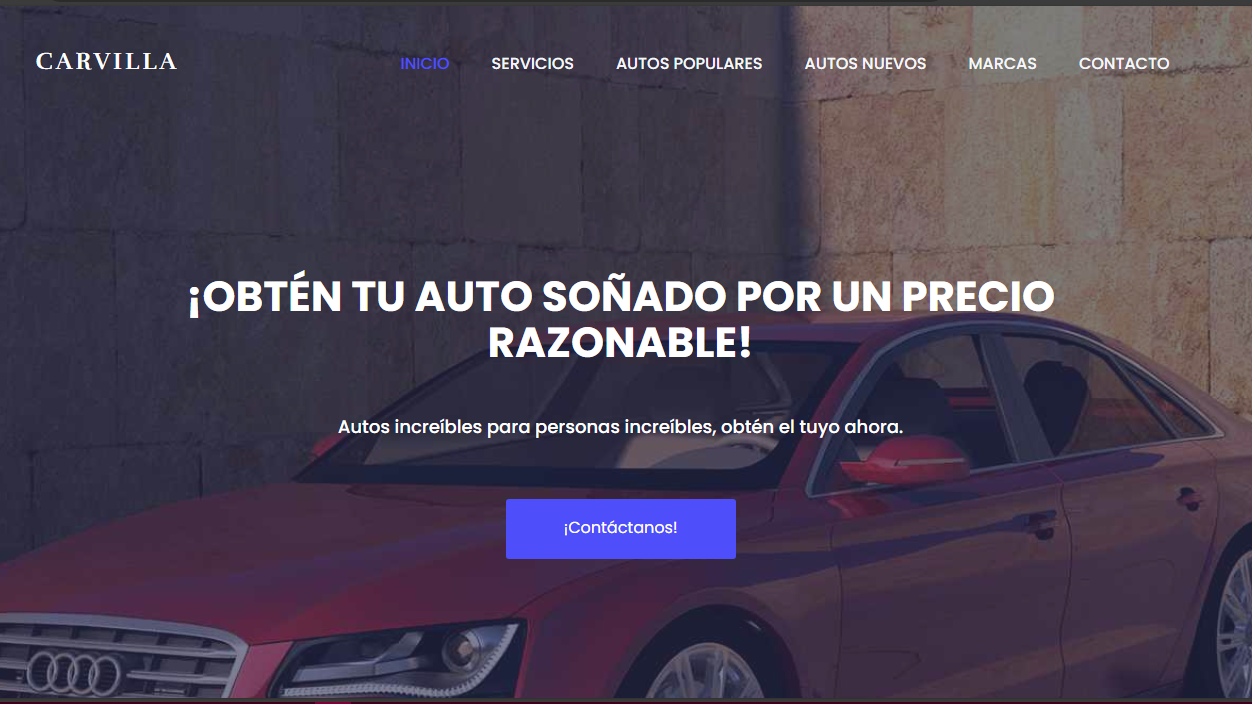 CARVILLA
INICIO SERVICIOS AUTOS POPULARES AUTOS NUEVOS MARCAS CONTACTO
¡OBTÉN TU AUTO SOÑADO POR UN PRECIO
RAZONABLE!
Autos increíbles para personas increíbles, obtén el tuyo ahora.
¡Contáctanos!